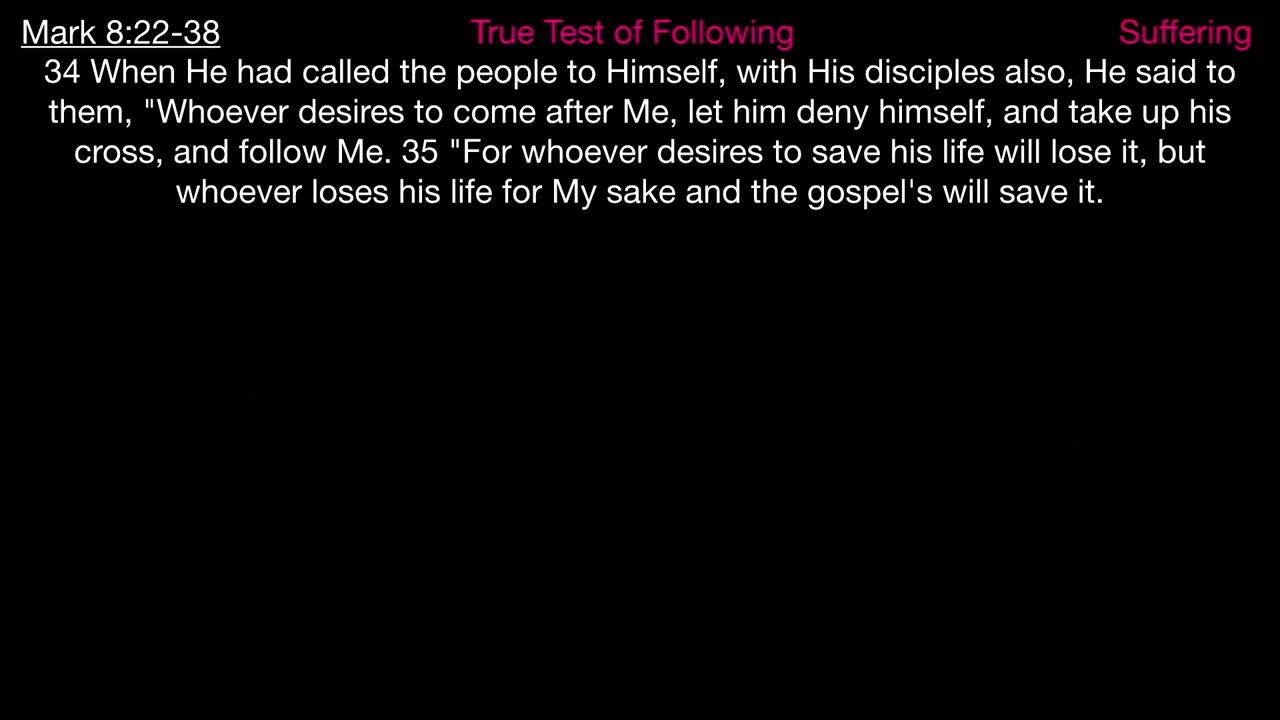 Mark 8:22-38 True Test of Following Suffering
34 When He had called the people to Himself, with His disciples also, He said to
them, "Whoever desires to come after Me, let him deny himself, and take up his
cross, and follow Me. 35 "For whoever desires to save his life will lose it, but
whoever loses his life for My sake and the gospel's will save it.